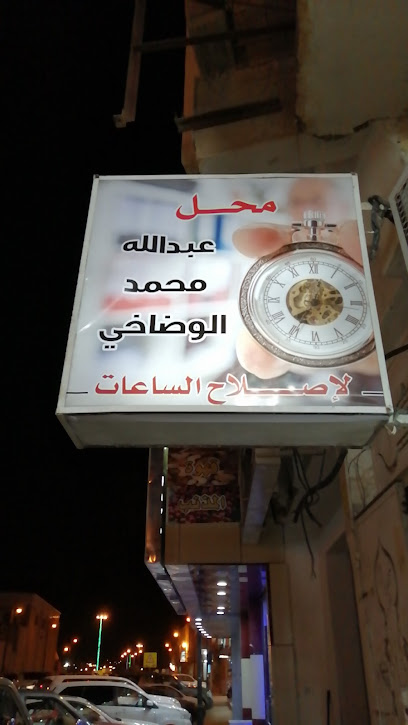 محل
عبدالله
محمد
الوضاخي
لإصلاح الساعات